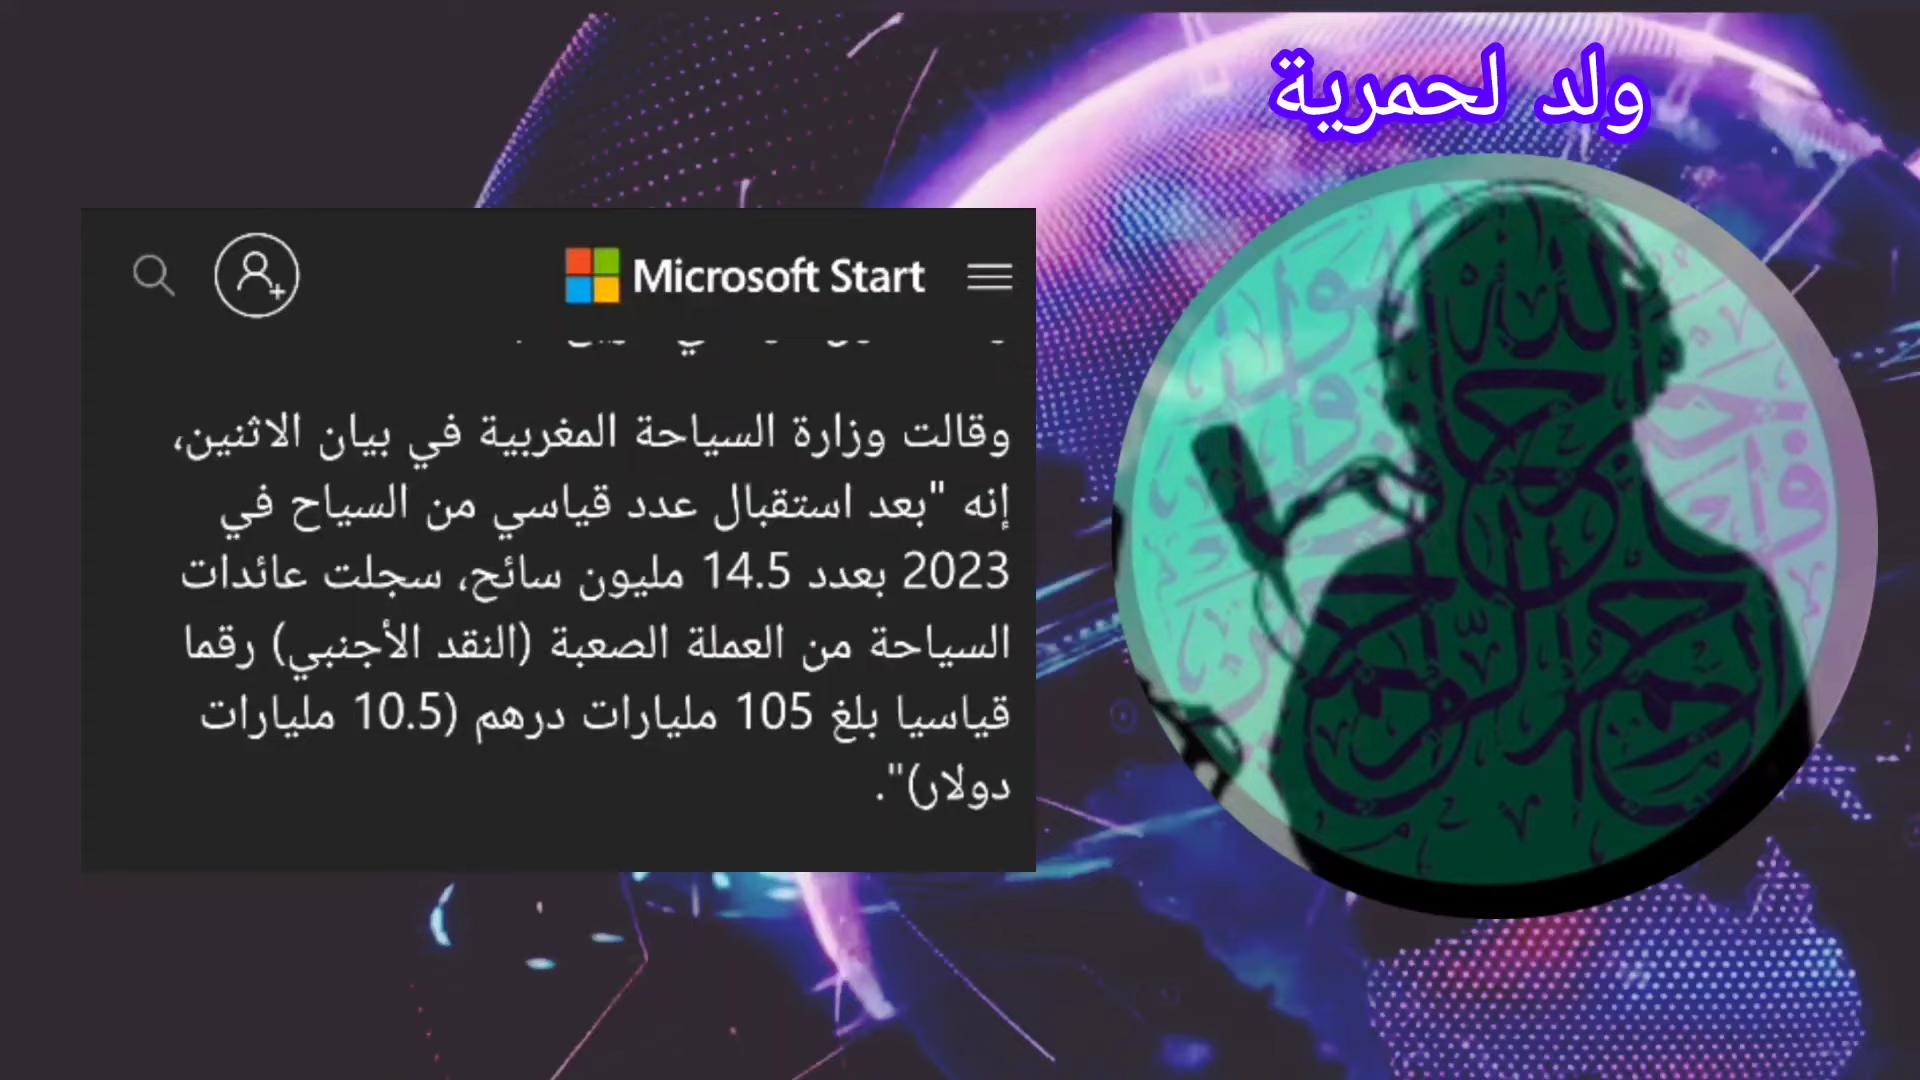 ولد لحمرية
Microsoft Start
وقالت وزارة السياحة المغربية في بيان الاثنين،
إنه "بعد استقبال عدد قياسي من السياح في
2023 بعدد 14.5 مليون سائح، سجلت عائدات
السياحة من العملة الصعبة (النقد الأجنبي) رقما
قياسيا بلغ 105 مليارات درهم (10.5 مليارات
دولار)".